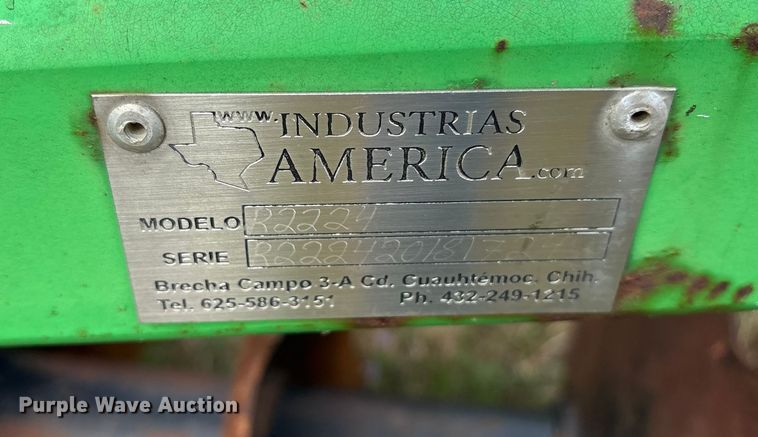 www.INDUSTRIAS
AMERICA.com
MODELO R2224
SERIE
Brecha Campo 3-A Cd. Cuauhtémoc. Chih.
Tel. 625-586-3151 Ph. 432-249-1215
Purple Wave Auction